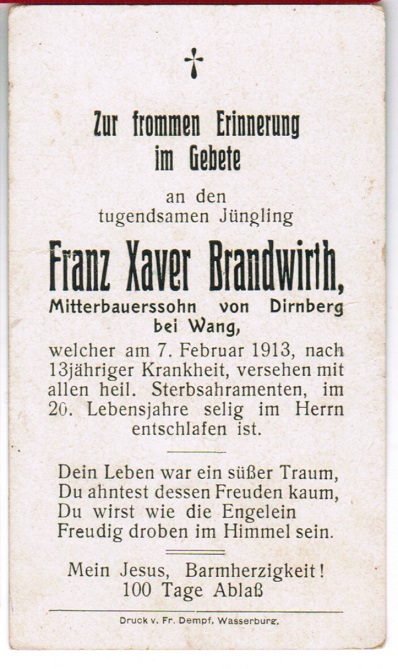 Zur frommen Erinnerung
im Gebete
an den
tugendsamen Jüngling
Franz Xaver Brandwirth,
Mitterbauerssohn von Dirnberg
bei Wang,
welcher am 7. Februar 1913, nach
13jähriger Krankheit, versehen mit
allen heil. Sterbsahramenten, im
20. Lebensjahre selig im Herrn
entschlafen ist.
Dein Leben war ein süßer Traum,
Du ahntest dessen Freuden kaum,
Du wirst wie die Engelein
Freudig droben im Himmel sein.
Mein Jesus, Barmherzigkeit!
100 Tage Ablaß
Druck v. Fr. Dempf, Wasserburg.